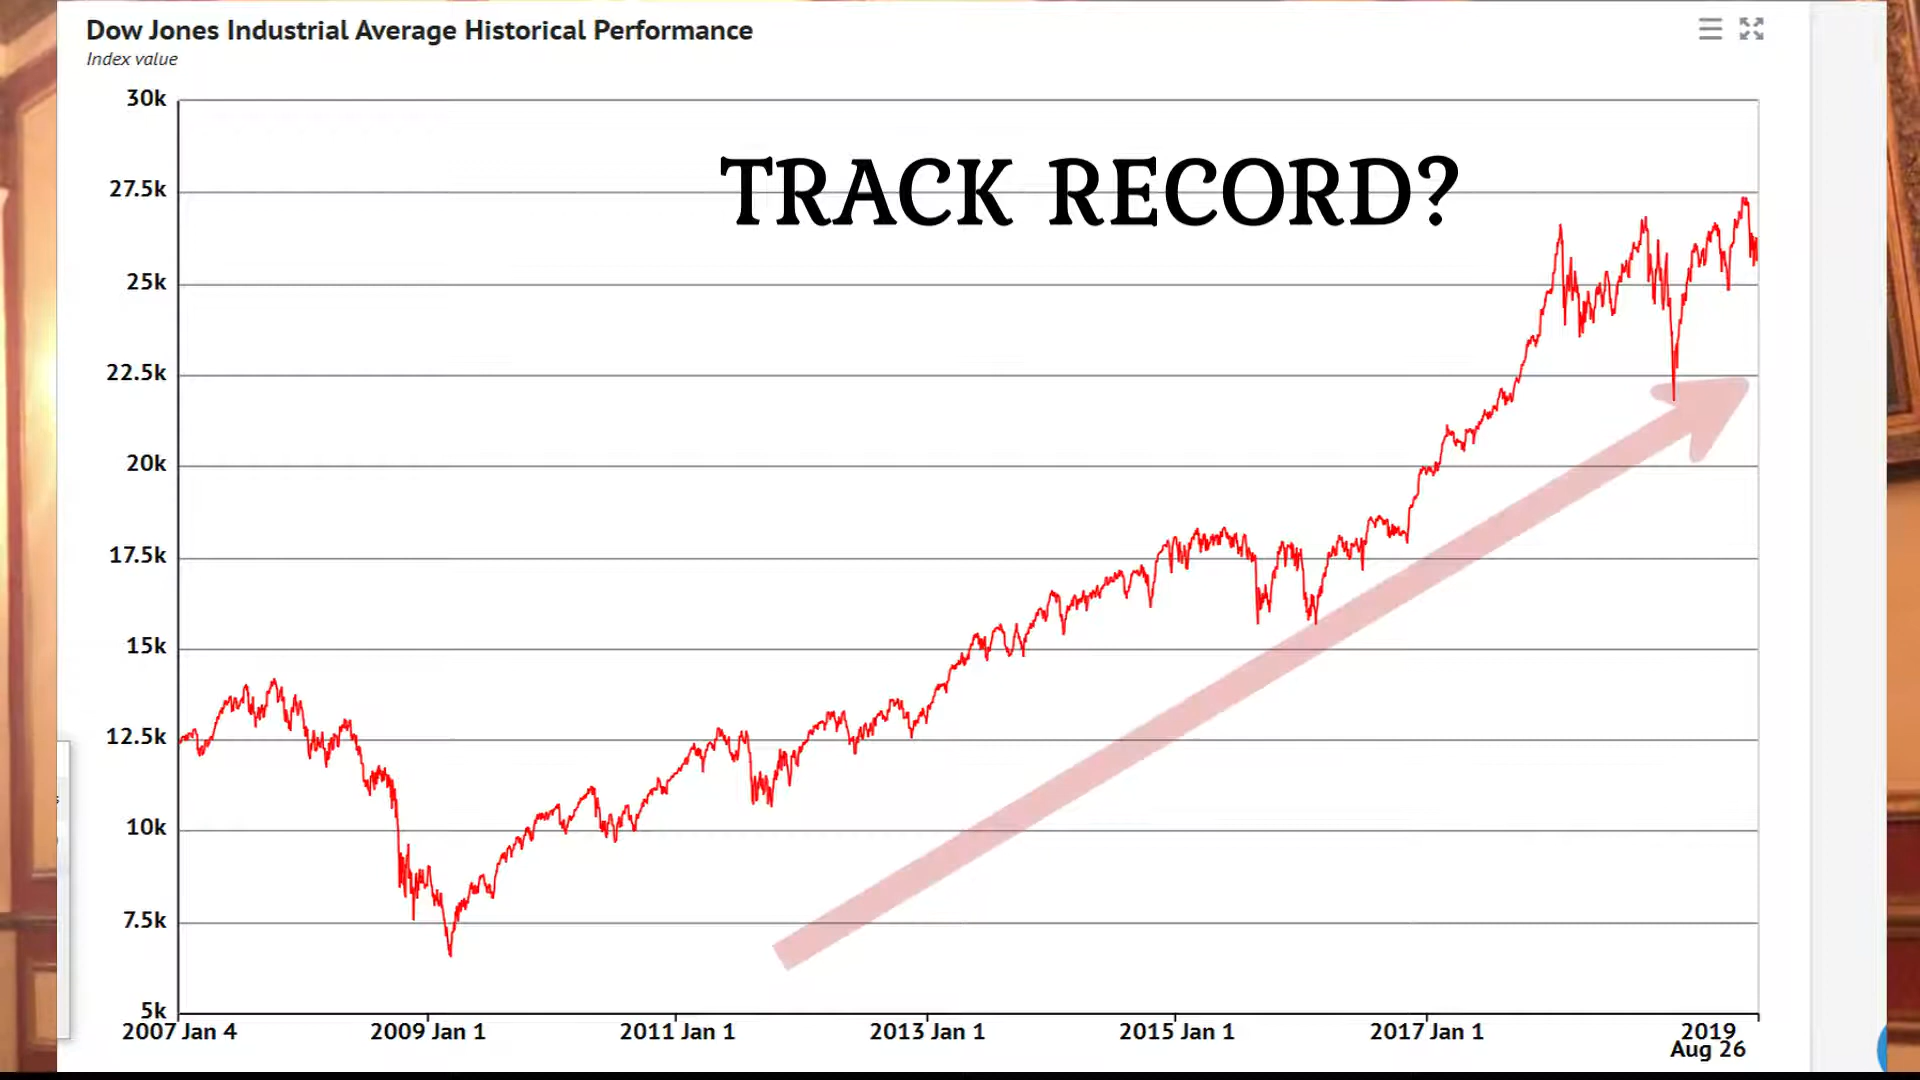 Dow Jones Industrial Average Historical Performance
Index value
TRACK RECORD?
30k
27.5k
25k
22.5k
20k
17.5k
15k
12.5k
10k
7.5k
5k
2007 Jan 4 2009 Jan 1 2011 Jan 1 2013 Jan 1 2015 Jan 1 2017 Jan 1 2019
Aug 26